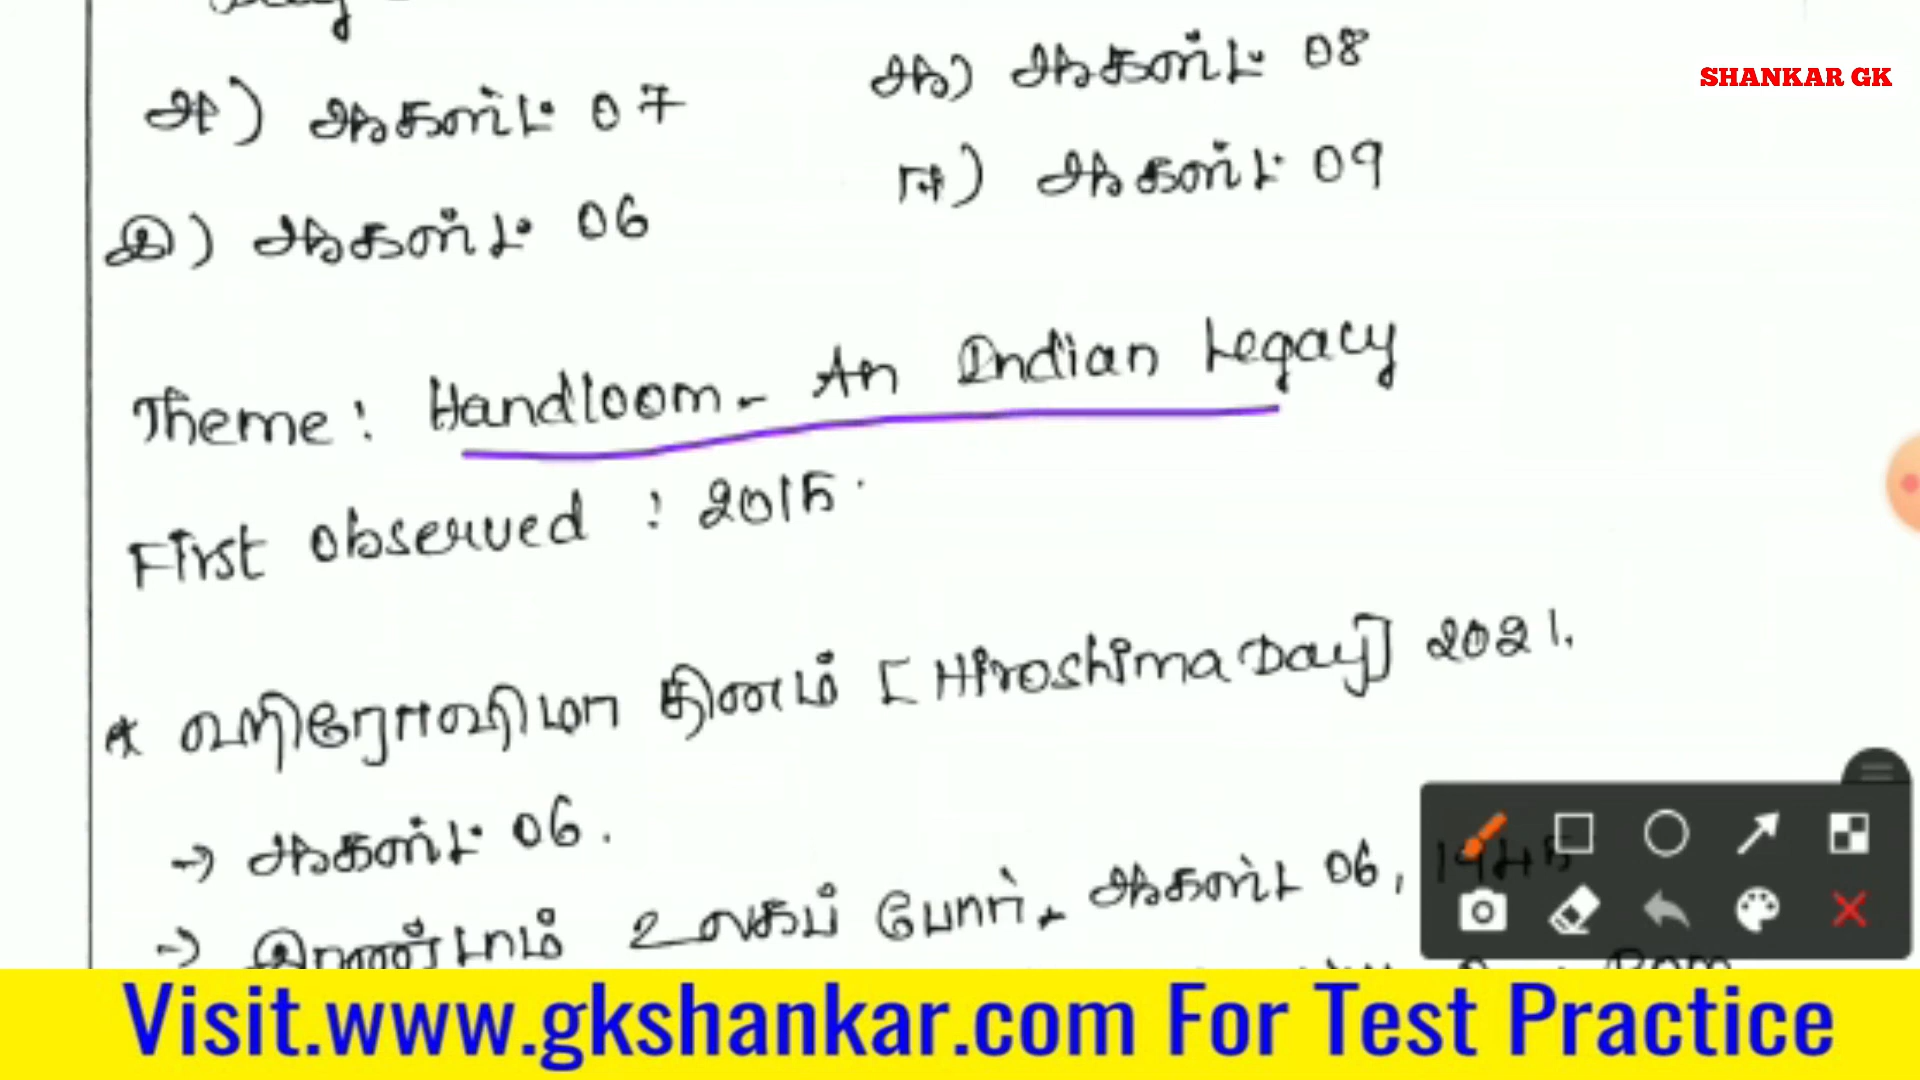 அ) ஆகஸ்ட் 07
ஆ) ஆகஸ்ட் 08
SHANKAR GK
இ) ஆகஸ்ட் 06
ஈ) ஆகஸ்ட் 09
Theme: Handloom - An Indian Legacy
First observed : 2015.
* ஹிரோஷிமா தினம் [Hiroshima Day] 2021.
→ ஆகஸ்ட் 06.
→ இரண்டாம் உலகப் போர் - ஆகஸ்ட் 06, 1945
Visit.www.gkshankar.com For Test Practice